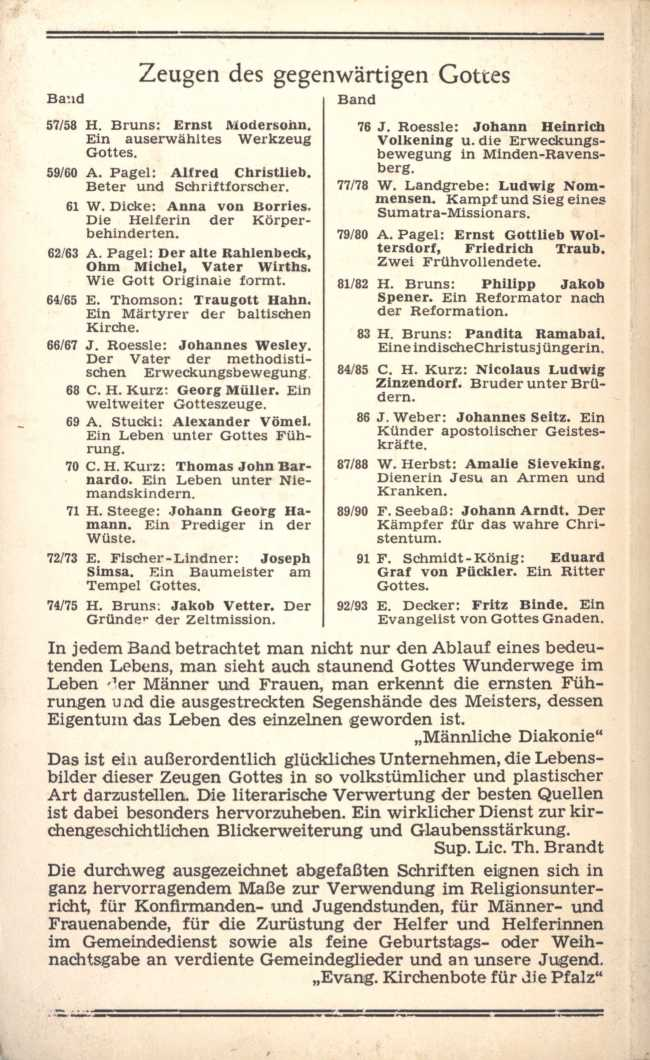 Zeugen des gegenwärtigen Gottes
Band
57/58 H. Bruns: Ernst Modersohn.
Ein auserwähltes Werkzeug
Gottes.
59/60 A. Pagel: Alfred Christlieb.
Beter und Schriftforscher.
61 W. Dicke: Anna von Borries.
Die Helferin der Körper-
behinderten.
62/63 A. Pagel: Der alte Rahlenbeck,
Ohm Michel, Vater Wirths.
Wie Gott Originale formt.
64/65 E. Thomson: Traugott Hahn.
Ein Märtyrer der baltischen
Kirche.
66/67 J. Roessle: Johannes Wesley.
Der Vater der methodisti-
schen Erweckungsbewegung.
68 C. H. Kurz: Georg Müller. Ein
weltweiter Gotteszeuge.
69 A. Stucki: Alexander Vömel.
Ein Leben unter Gottes Füh-
rung.
70 C. H. Kurz: Thomas John Bar-
nardo. Ein Leben unter Nie-
mandskindern.
71 H. Steege: Johann Georg Ha-
mann. Ein Prediger in der
Wüste.
72/73 E. Fischer-Lindner: Joseph
Simsa. Ein Baumeister am
Tempel Gottes.
74/75 H. Bruns: Jakob Vetter. Der
Gründer der Zeltmission.
Band
76 J. Roessle: Johann Heinrich
Volkening u. die Erweckungs-
bewegung in Minden-Ravens-
berg.
77/78 W. Landgrebe: Ludwig Nom-
mensen. Kampf und Sieg eines
Sumatra-Missionars.
79/80 A. Pagel: Ernst Gottlieb Wol-
tersdorf, Friedrich Traub.
Zwei Frühvollendete.
81/82 H. Bruns: Philipp Jakob
Spener. Ein Reformator nach
der Reformation.
83 H. Bruns: Pandita Ramabai.
Eine indische Christusjüngerin.
84/85 C. H. Kurz: Nicolaus Ludwig
Zinzendorf. Bruder unter Brü-
dern.
86 J. Weber: Johannes Seitz. Ein
Künder apostolischer Geistes-
kräfte.
87/88 W. Herbst: Amalie Sieveking.
Dienerin Jesu an Armen und
Kranken.
89/90 F. Seebaß: Johann Arndt. Der
Kämpfer für das wahre Chri-
stentum.
91 F. Schmidt-König: Eduard
Graf von Pückler. Ein Ritter
Gottes.
92/93 E. Decker: Fritz Binde. Ein
Evangelist von Gottes Gnaden.
In jedem Band betrachtet man nicht nur den Ablauf eines bedeu-
tenden Lebens, man sieht auch staunend Gottes Wunderwege im
Leben der Männer und Frauen, man erkennt die ernsten Füh-
rungen und die ausgestreckten Segenshände des Meisters, dessen
Eigentum das Leben des einzelnen geworden ist.
„Männliche Diakonie“
Das ist ein außerordentlich glückliches Unternehmen, die Lebens-
bilder dieser Zeugen Gottes in so volkstümlicher und plastischer
Art darzustellen. Die literarische Verwertung der besten Quellen
ist dabei besonders hervorzuheben. Ein wirklicher Dienst zur kir-
chengeschichtlichen Blickerweiterung und Glaubensstärkung.
Sup. Lic. Th. Brandt
Die durchweg ausgezeichnet abgefaßten Schriften eignen sich in
ganz hervorragendem Maße zur Verwendung im Religionsunter-
richt, für Konfirmanden- und Jugendstunden, für Männer- und
Frauenabende, für die Zurüstung der Helfer und Helferinnen
im Gemeindedienst sowie als feine Geburtstags- oder Weih-
nachtsgabe an verdiente Gemeindeglieder und an unsere Jugend.
„Evang. Kirchenbote für die Pfalz“